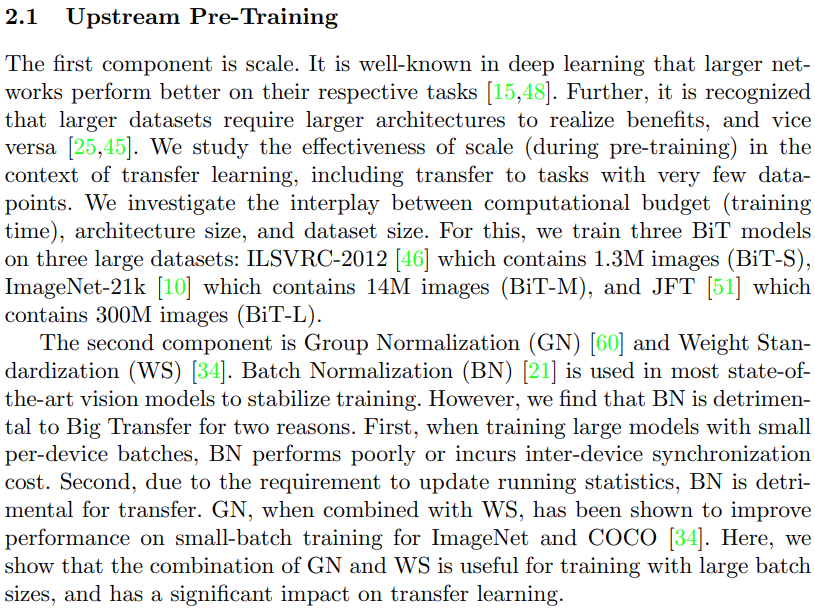 2.1 Upstream Pre-Training
The first component is scale. It is well-known in deep learning that larger net-
works perform better on their respective tasks [15,48]. Further, it is recognized
that larger datasets require larger architectures to realize benefits, and vice
versa [25,45]. We study the effectiveness of scale (during pre-training) in the
context of transfer learning, including transfer to tasks with very few data-
points. We investigate the interplay between computational budget (training
time), architecture size, and dataset size. For this, we train three BiT models
on three large datasets: ILSVRC-2012 [46] which contains 1.3M images (BiT-S),
ImageNet-21k [10] which contains 14M images (BiT-M), and JFT [51] which
contains 300M images (BiT-L).
The second component is Group Normalization (GN) [60] and Weight Stan-
dardization (WS) [34]. Batch Normalization (BN) [21] is used in most state-of-
the-art vision models to stabilize training. However, we find that BN is detrimen-
tal to Big Transfer for two reasons. First, when training large models with small
per-device batches, BN performs poorly or incurs inter-device synchronization
cost. Second, due to the requirement to update running statistics, BN is detri-
mental for transfer. GN, when combined with WS, has been shown to improve
performance on small-batch training for ImageNet and COCO [34]. Here, we
show that the combination of GN and WS is useful for training with large batch
sizes, and has a significant impact on transfer learning.